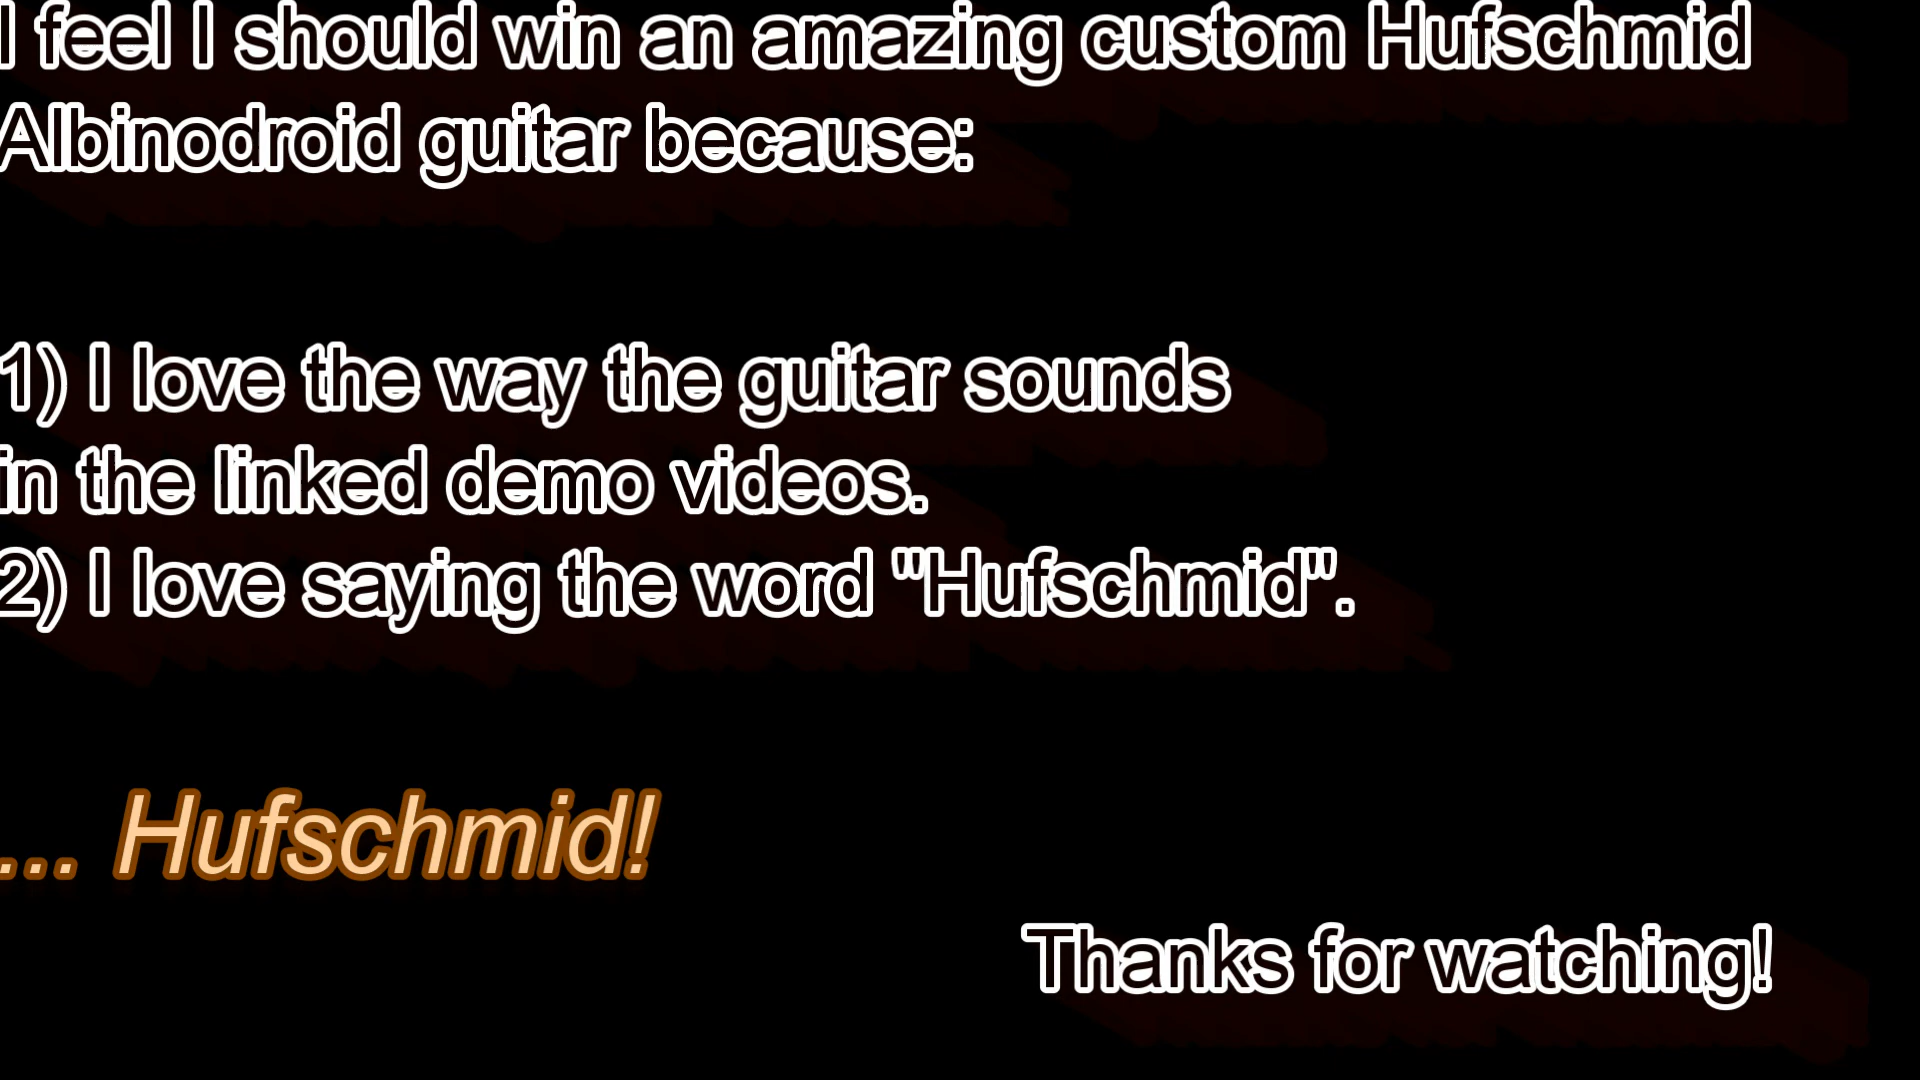 I feel I should win an amazing custom Hufschmid
Albinodroid guitar because:
1) I love the way the guitar sounds
in the linked demo videos.
2) I love saying the word "Hufschmid".
... Hufschmid!
Thanks for watching!